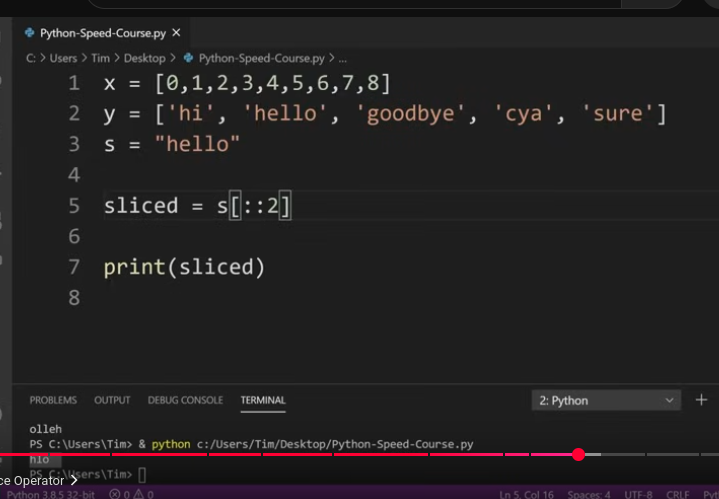 Python-Speed-Course.py ×
C: > Users > Tim > Desktop > Python-Speed-Course.py > ...
1 x = [0,1,2,3,4,5,6,7,8]
2 y = ['hi', 'hello', 'goodbye', 'cya', 'sure']
3 s = "hello"
4
5 sliced = s[::2]
6
7 print(sliced)
8
PROBLEMS OUTPUT DEBUG CONSOLE TERMINAL 2: Python
olleh
PS C:\Users\Tim> & python c:/Users/Tim/Desktop/Python-Speed-Course.py
hlo
PS C:\Users\Tim>
Operator >
Python 3.8.5 32-bit 0 0 Ln 5, Col 16 Spaces: 4 UTF-8 CRLF